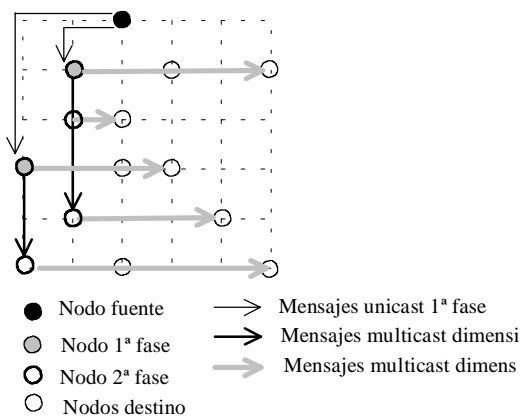 Nodo fuente
Nodo 1ª fase
Nodo 2ª fase
Nodos destino
Mensajes unicast 1ª fase
Mensajes multicast dimensi
Mensajes multicast dimens